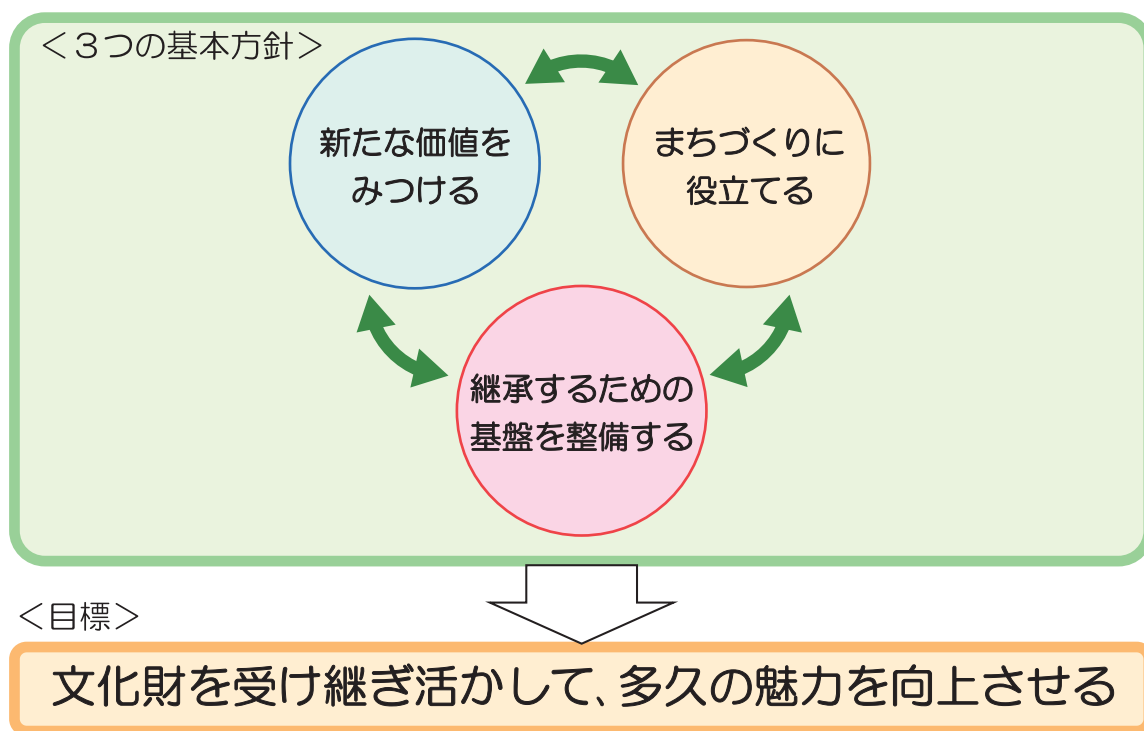 ＜３つの基本方針＞
新たな価値を
みつける
まちづくりに
役立てる
継承するための
基盤を整備する
＜目標＞
文化財を受け継ぎ活かして、多久の魅力を向上させる